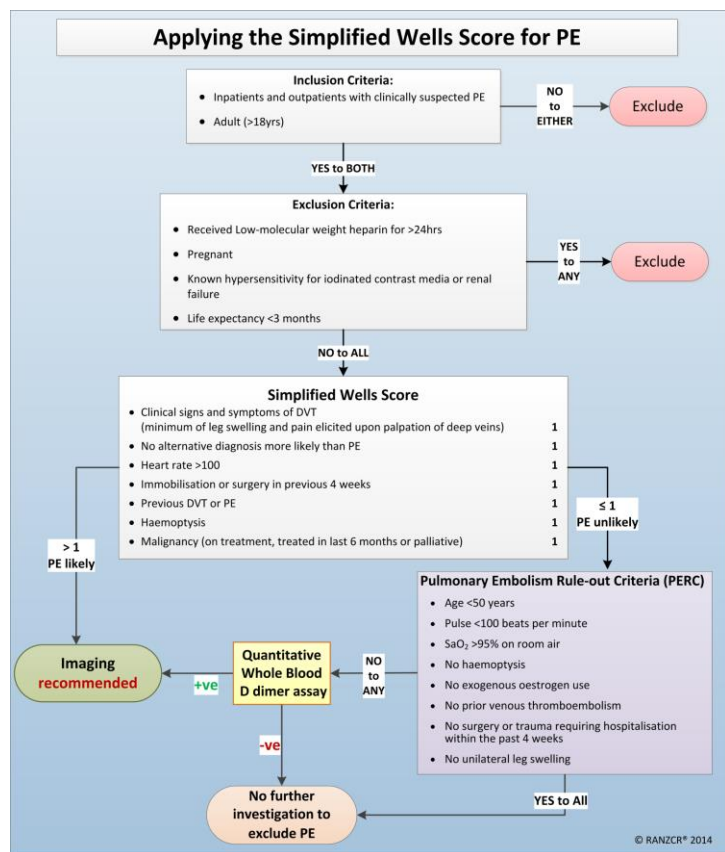 Applying the Simplified Wells Score for PE
Inclusion Criteria:
• Inpatients and outpatients with clinically suspected PE
• Adult (>18yrs)
NO
to
EITHER
Exclude
YES to BOTH
Exclusion Criteria:
• Received Low-molecular weight heparin for >24hrs
• Pregnant
• Known hypersensitivity for iodinated contrast media or renal
failure
• Life expectancy <3 months
YES
to
ANY
Exclude
NO to ALL
Simplified Wells Score
• Clinical signs and symptoms of DVT
(minimum of leg swelling and pain elicited upon palpation of deep veins) 1
• No alternative diagnosis more likely than PE 1
• Heart rate >100 1
• Immobilisation or surgery in previous 4 weeks 1
• Previous DVT or PE 1
• Haemoptysis 1
• Malignancy (on treatment, treated in last 6 months or palliative) 1
> 1
PE likely
≤ 1
PE unlikely
Pulmonary Embolism Rule-out Criteria (PERC)
• Age <50 years
• Pulse <100 beats per minute
• SaO₂ >95% on room air
• No haemoptysis
• No exogenous oestrogen use
• No prior venous thromboembolism
• No surgery or trauma requiring hospitalisation
within the past 4 weeks
• No unilateral leg swelling
NO
to
ANY
Quantitative
Whole Blood
D dimer assay
+ve
Imaging
recommended
-ve
YES to All
No further
investigation to
exclude PE
© RANZCR® 2014